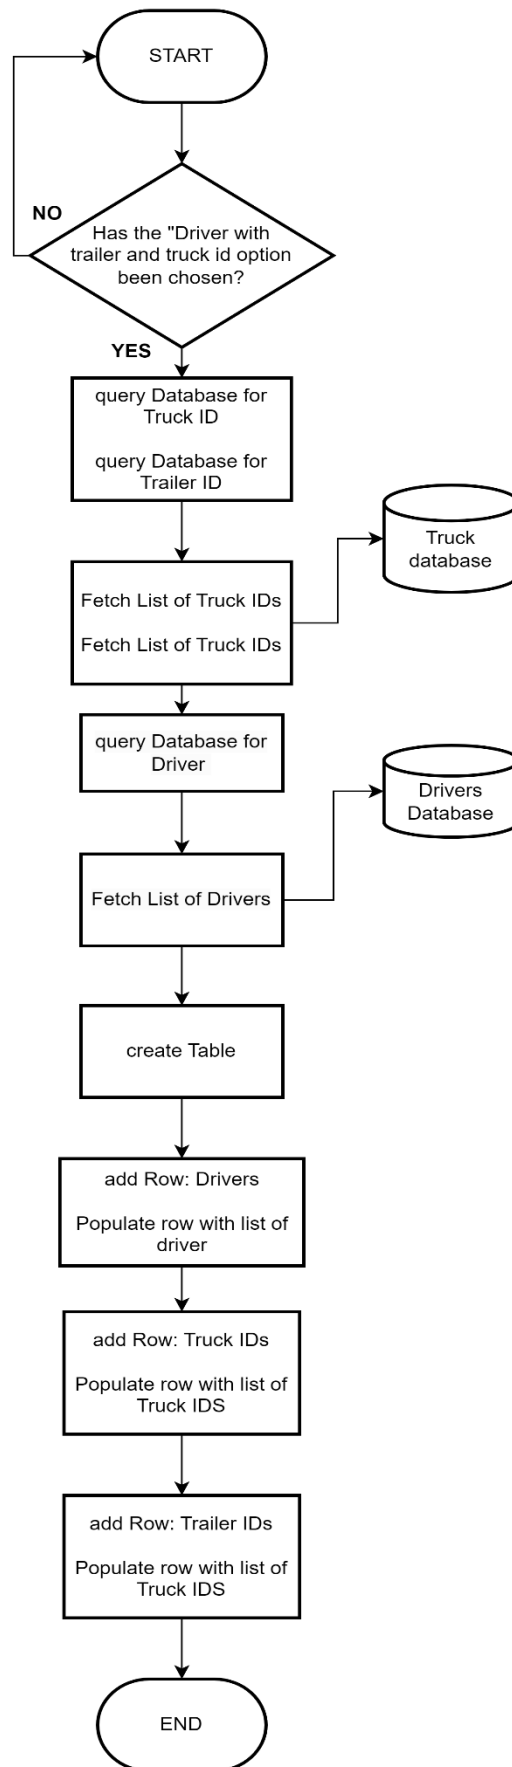 START
NO
Has the "Driver with
trailer and truck id option
been chosen?
YES
query Database for
Truck ID
query Database for
Trailer ID
Truck
database
Fetch List of Truck IDs
Fetch List of Truck IDs
query Database for
Driver
Drivers
Database
Fetch List of Drivers
create Table
add Row: Drivers
Populate row with list of
driver
add Row: Truck IDs
Populate row with list of
Truck IDS
add Row: Trailer IDs
Populate row with list of
Truck IDS
END